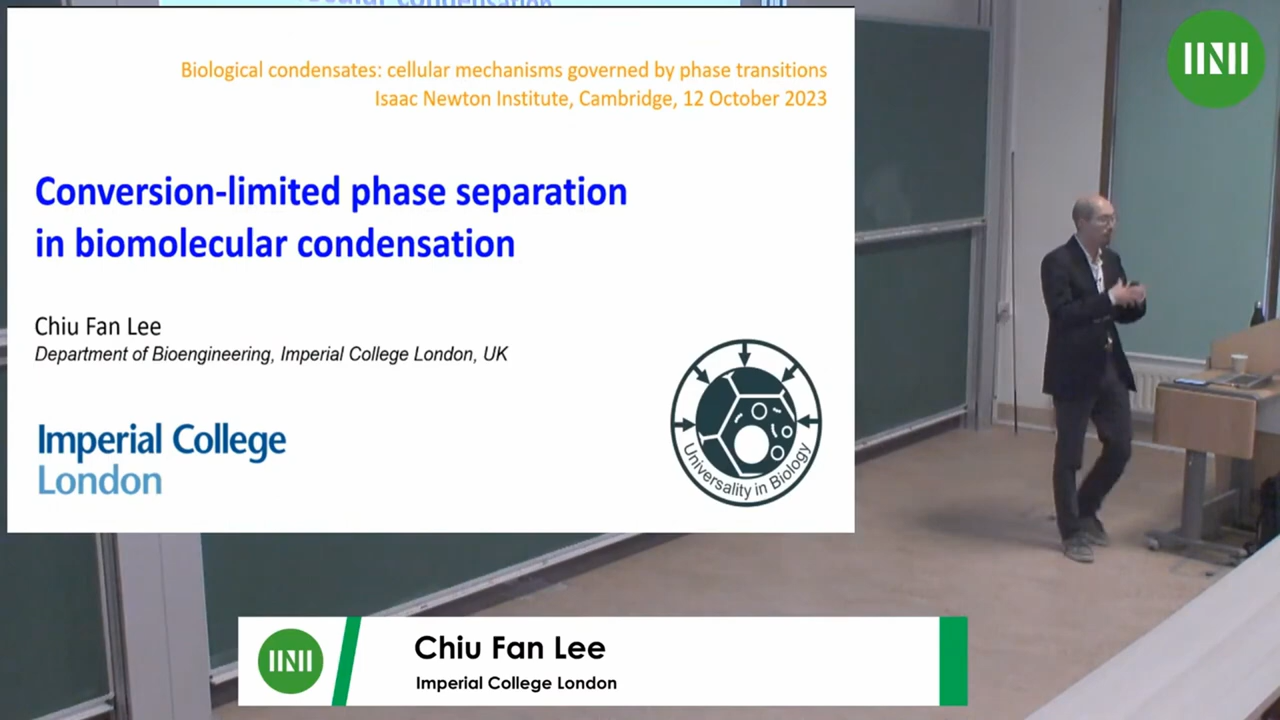 Biological condensates: cellular mechanisms governed by phase transitions
Isaac Newton Institute, Cambridge, 12 October 2023
Conversion-limited phase separation
in biomolecular condensation
Chiu Fan Lee
Department of Bioengineering, Imperial College London, UK
Imperial College
London
Universality in Biology
Chiu Fan Lee
Imperial College London